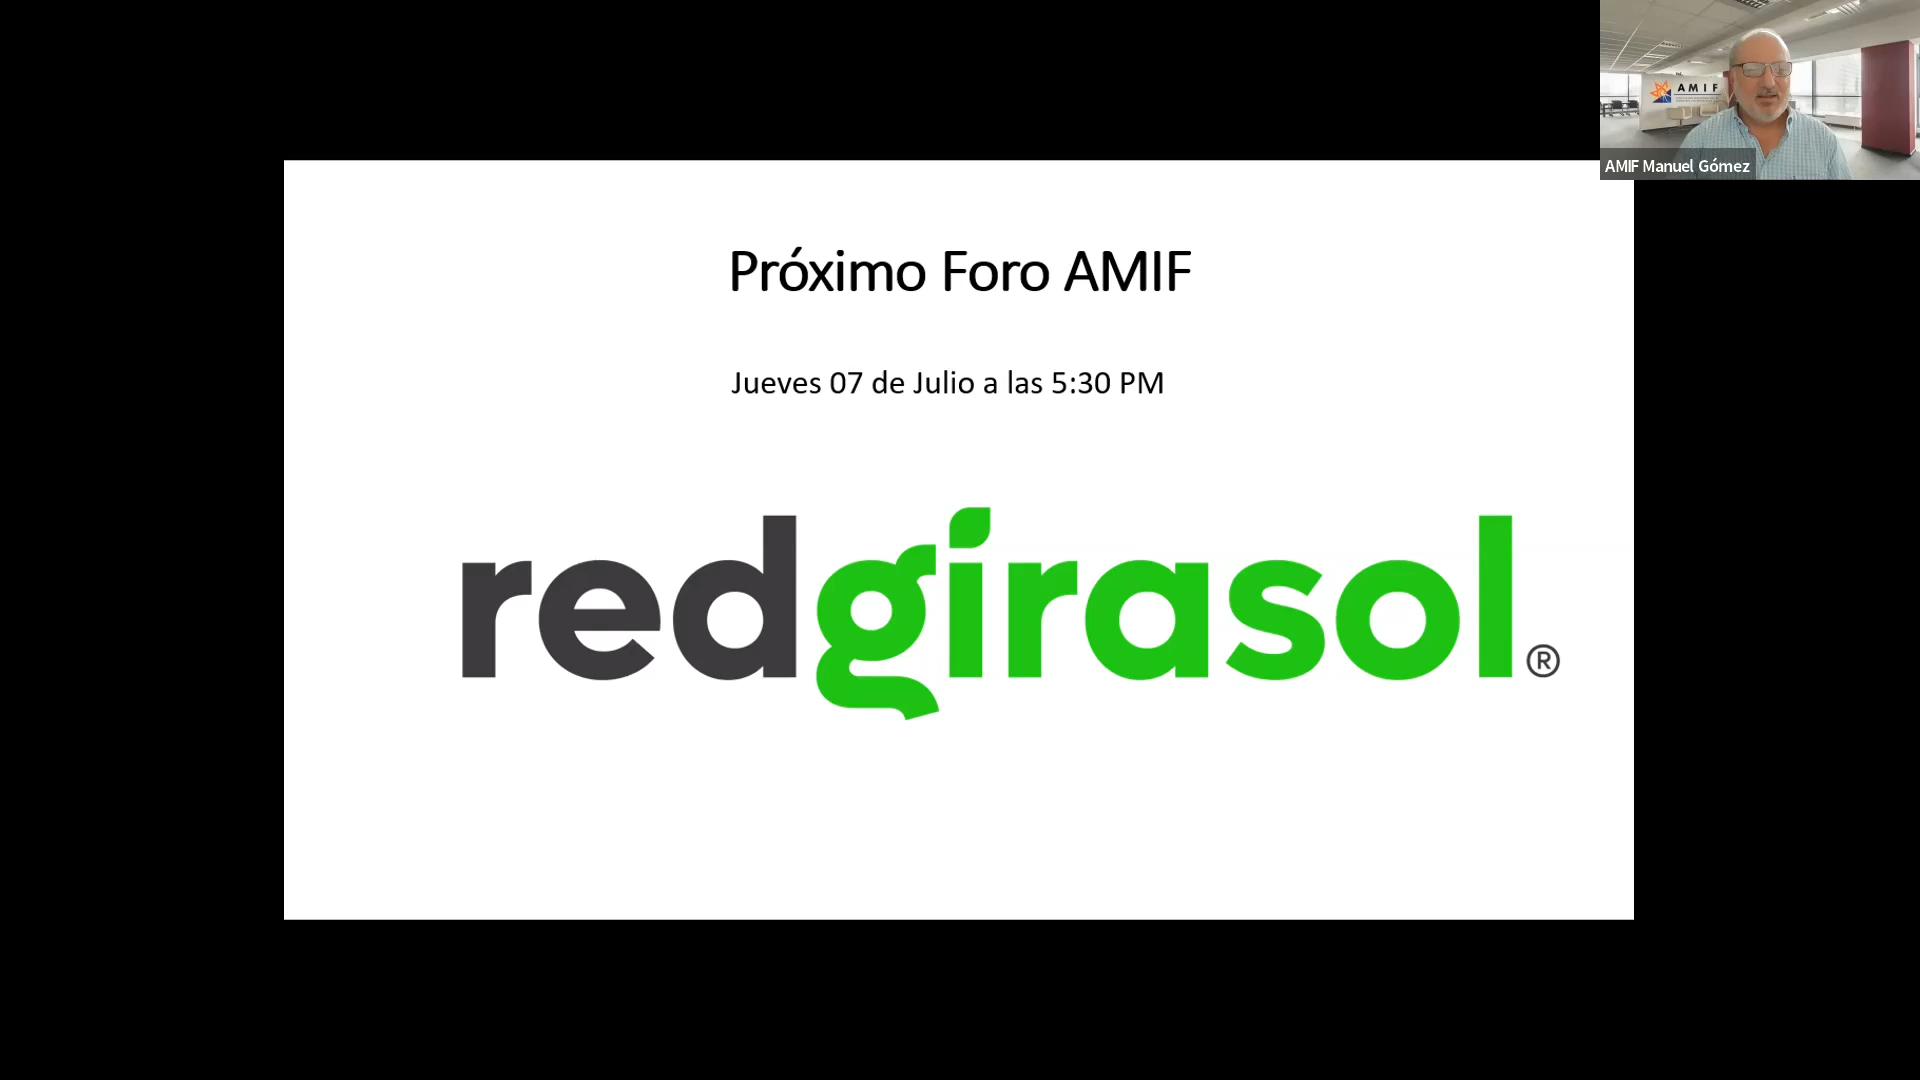 Próximo Foro AMIF
Jueves 07 de Julio a las 5:30 PM
redgirasol®
AMIF
AMIF Manuel Gómez